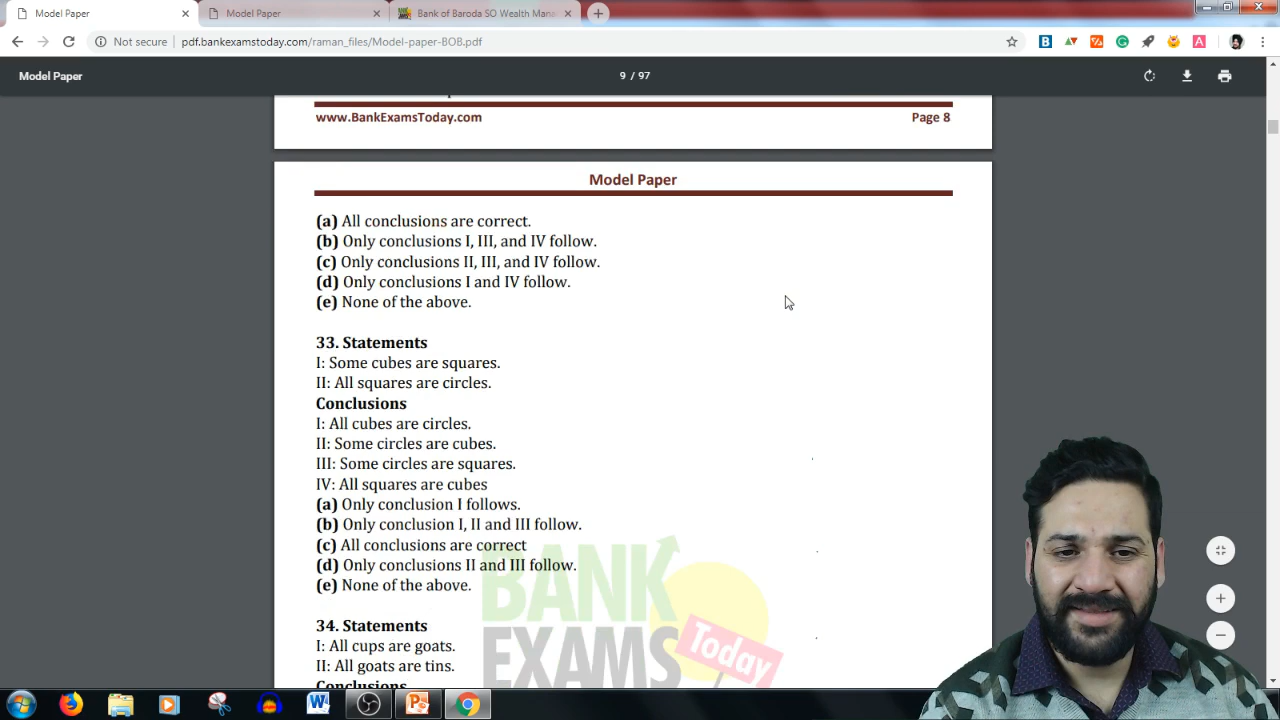 Model Paper
Model Paper
Bank of Baroda SO Wealth Man
Not secure | pdf.bankexamstoday.com/raman_files/Model-paper-BOB.pdf
Model Paper
9 / 97
www.BankExamsToday.com
Page 8
Model Paper
(a) All conclusions are correct.
(b) Only conclusions I, III, and IV follow.
(c) Only conclusions II, III, and IV follow.
(d) Only conclusions I and IV follow.
(e) None of the above.
33. Statements
I: Some cubes are squares.
II: All squares are circles.
Conclusions
I: All cubes are circles.
II: Some circles are cubes.
III: Some circles are squares.
IV: All squares are cubes
(a) Only conclusion I follows.
(b) Only conclusion I, II and III follow.
(c) All conclusions are correct
(d) Only conclusions II and III follow.
(e) None of the above.
BANK
EXAMS
Today
34. Statements
I: All cups are goats.
II: All goats are tins.
Conclusions